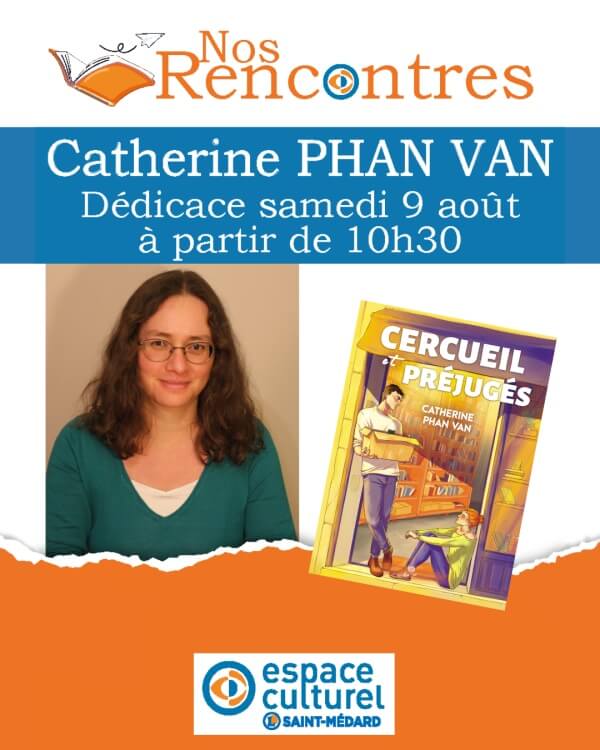 Nos
Rencontres
Catherine PHAN VAN
Dédicace samedi 9 août
à partir de 10h30
CERCUEIL
et PRÉJUGÉS
CATHERINE
PHAN VAN
espace
culturel
L SAINT-MÉDARD